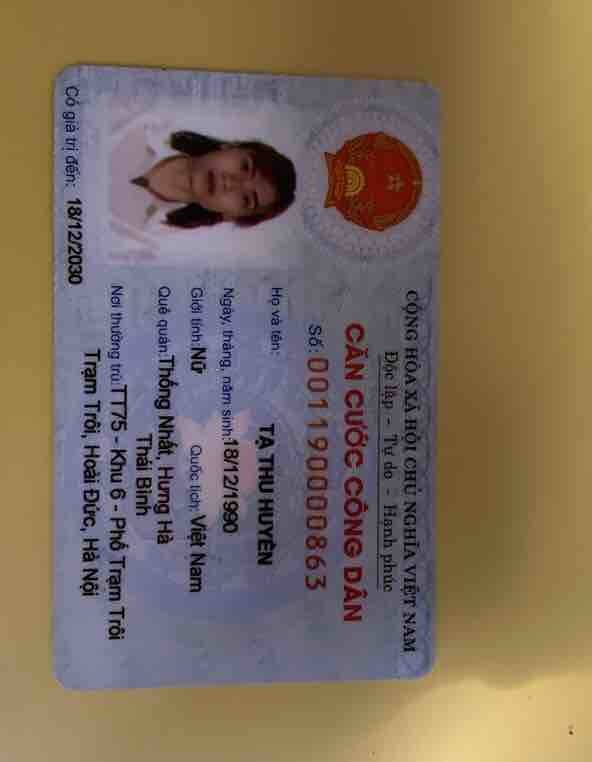 CỘNG HÒA XÃ HỘI CHỦ NGHĨA VIỆT NAM
Độc lập - Tự do - Hạnh phúc
CĂN CƯỚC CÔNG DÂN
Số: 001190000863
Họ và tên:
TẠ THU HUYỀN
Ngày, tháng, năm sinh: 18/12/1990
Giới tính: Nữ Quốc tịch: Việt Nam
Quê quán: Thống Nhất, Hưng Hà
Thái Bình
Nơi thường trú: TT75 - Khu 6 - Phố Trạm Trôi
Trạm Trôi, Hoài Đức, Hà Nội
Có giá trị đến: 18/12/2030